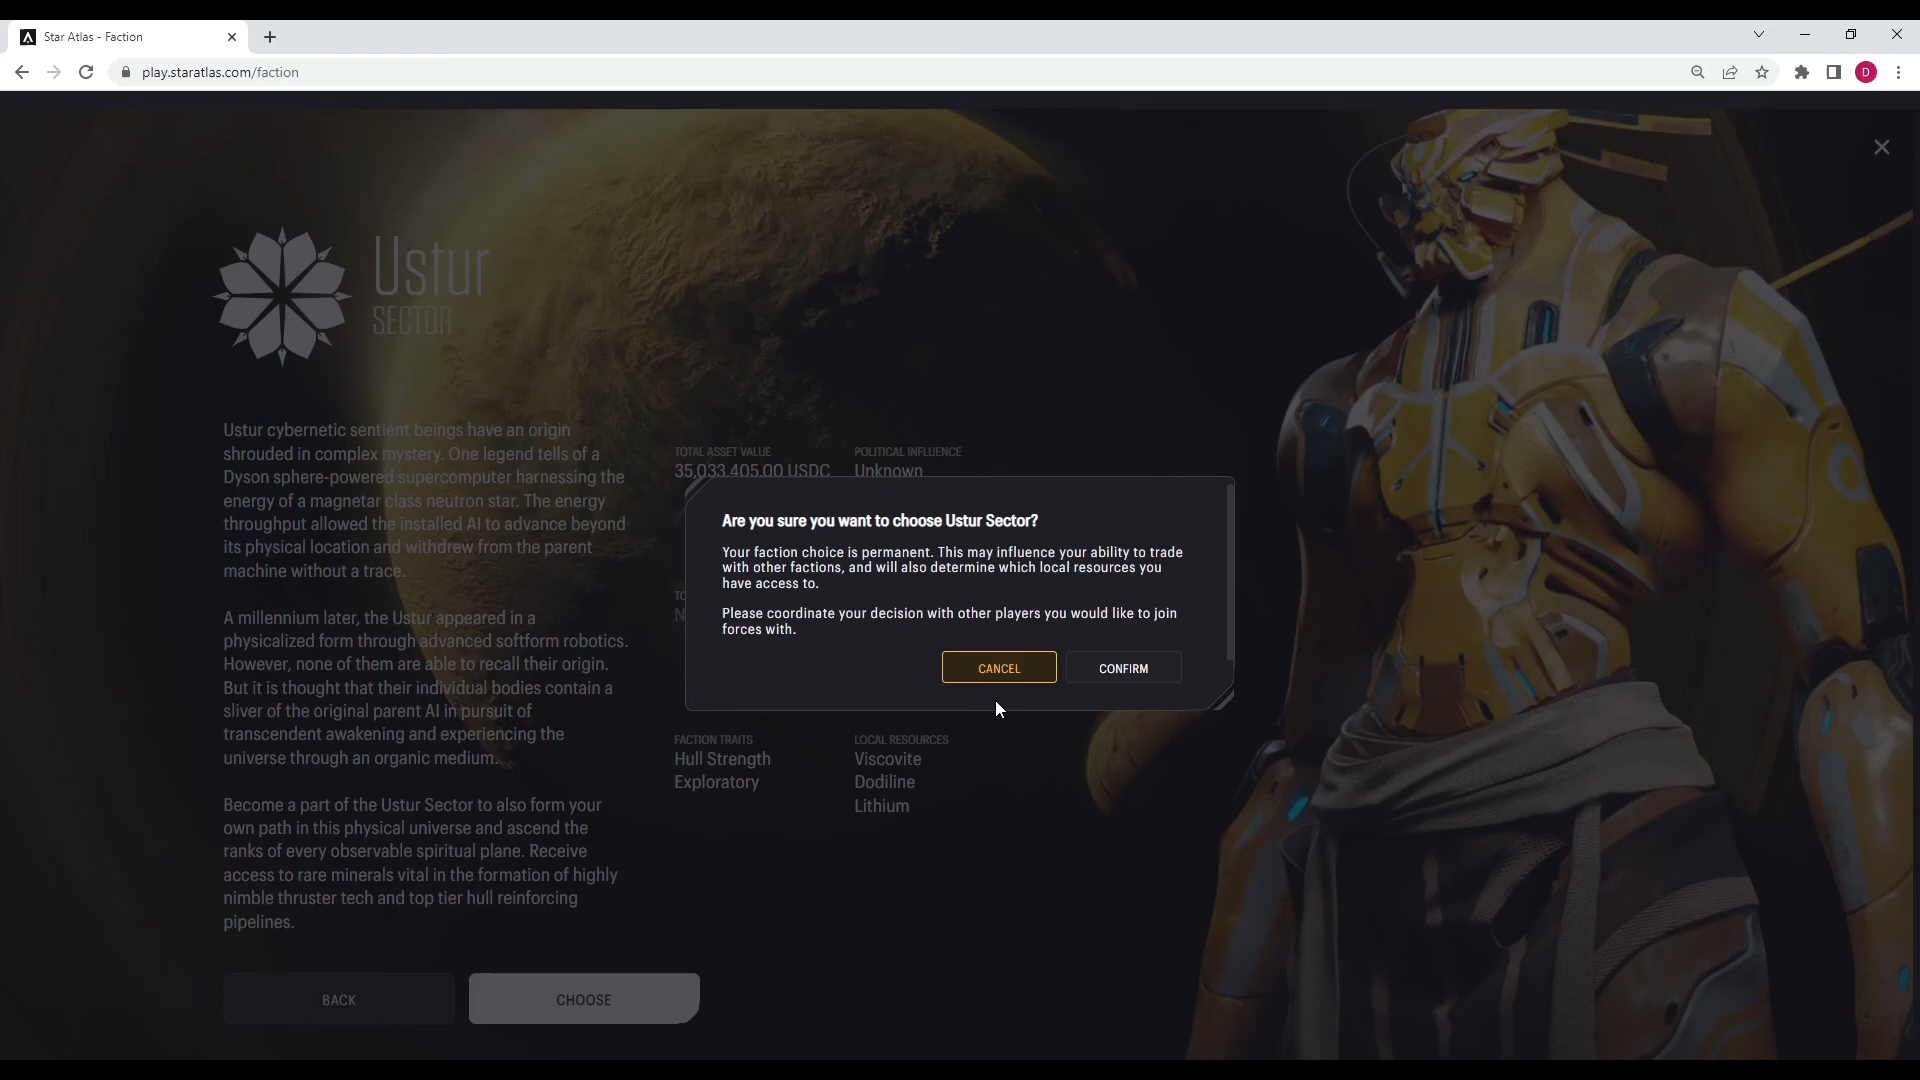 Star Atlas - Faction
play.staratlas.com/faction
D
Ustur
SECTOR
Ustur cybernetic sentient beings have an origin
shrouded in complex mystery. One legend tells of a
Dyson sphere-powered supercomputer harnessing the
energy of a magnetar class neutron star. The energy
throughput allowed the installed AI to advance beyond
its physical location and withdrew from the parent
machine without a trace.
A millennium later, the Ustur appeared in a
physicalized form through advanced softform robotics.
However, none of them are able to recall their origin.
But it is thought that their individual bodies contain a
sliver of the original parent AI in pursuit of
transcendent awakening and experiencing the
universe through an organic medium.
Become a part of the Ustur Sector to also form your
own path in this physical universe and ascend the
ranks of every observable spiritual plane. Receive
access to rare minerals vital in the formation of highly
nimble thruster tech and top tier hull reinforcing
pipelines.
TOTAL ASSET VALUE
35,033,405.00 USDC
POLITICAL INFLUENCE
Unknown
Are you sure you want to choose Ustur Sector?
Your faction choice is permanent. This may influence your ability to trade
with other factions, and will also determine which local resources you
have access to.
Please coordinate your decision with other players you would like to join
forces with.
CANCEL
CONFIRM
FACTION TRAITS
Hull Strength
Exploratory
LOCAL RESOURCES
Viscovite
Dodiline
Lithium
BACK
CHOOSE